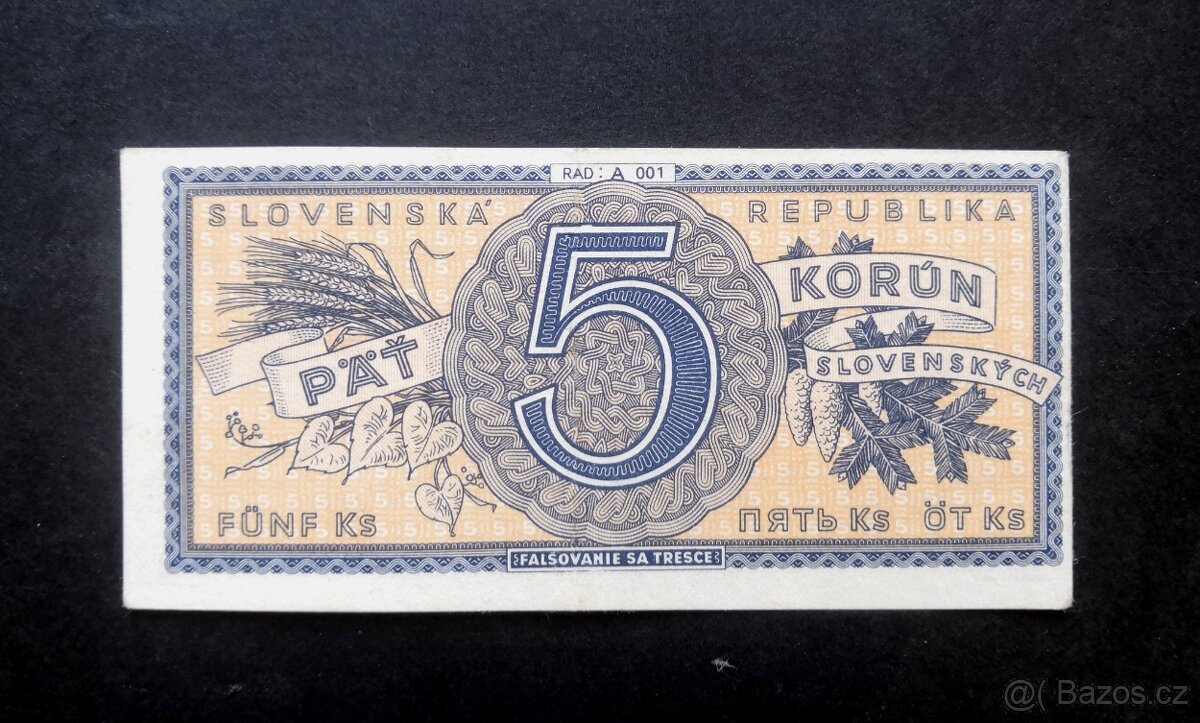 RAD: A 001
SLOVENSKÁ REPUBLIKA
5
PÄŤ
KORÚN
SLOVENSKÝCH
FÜNF Ks
ПЯТЬ Ks ÖT Ks
FALŠOVANIE SA TRESCE
@( Bazos.cz